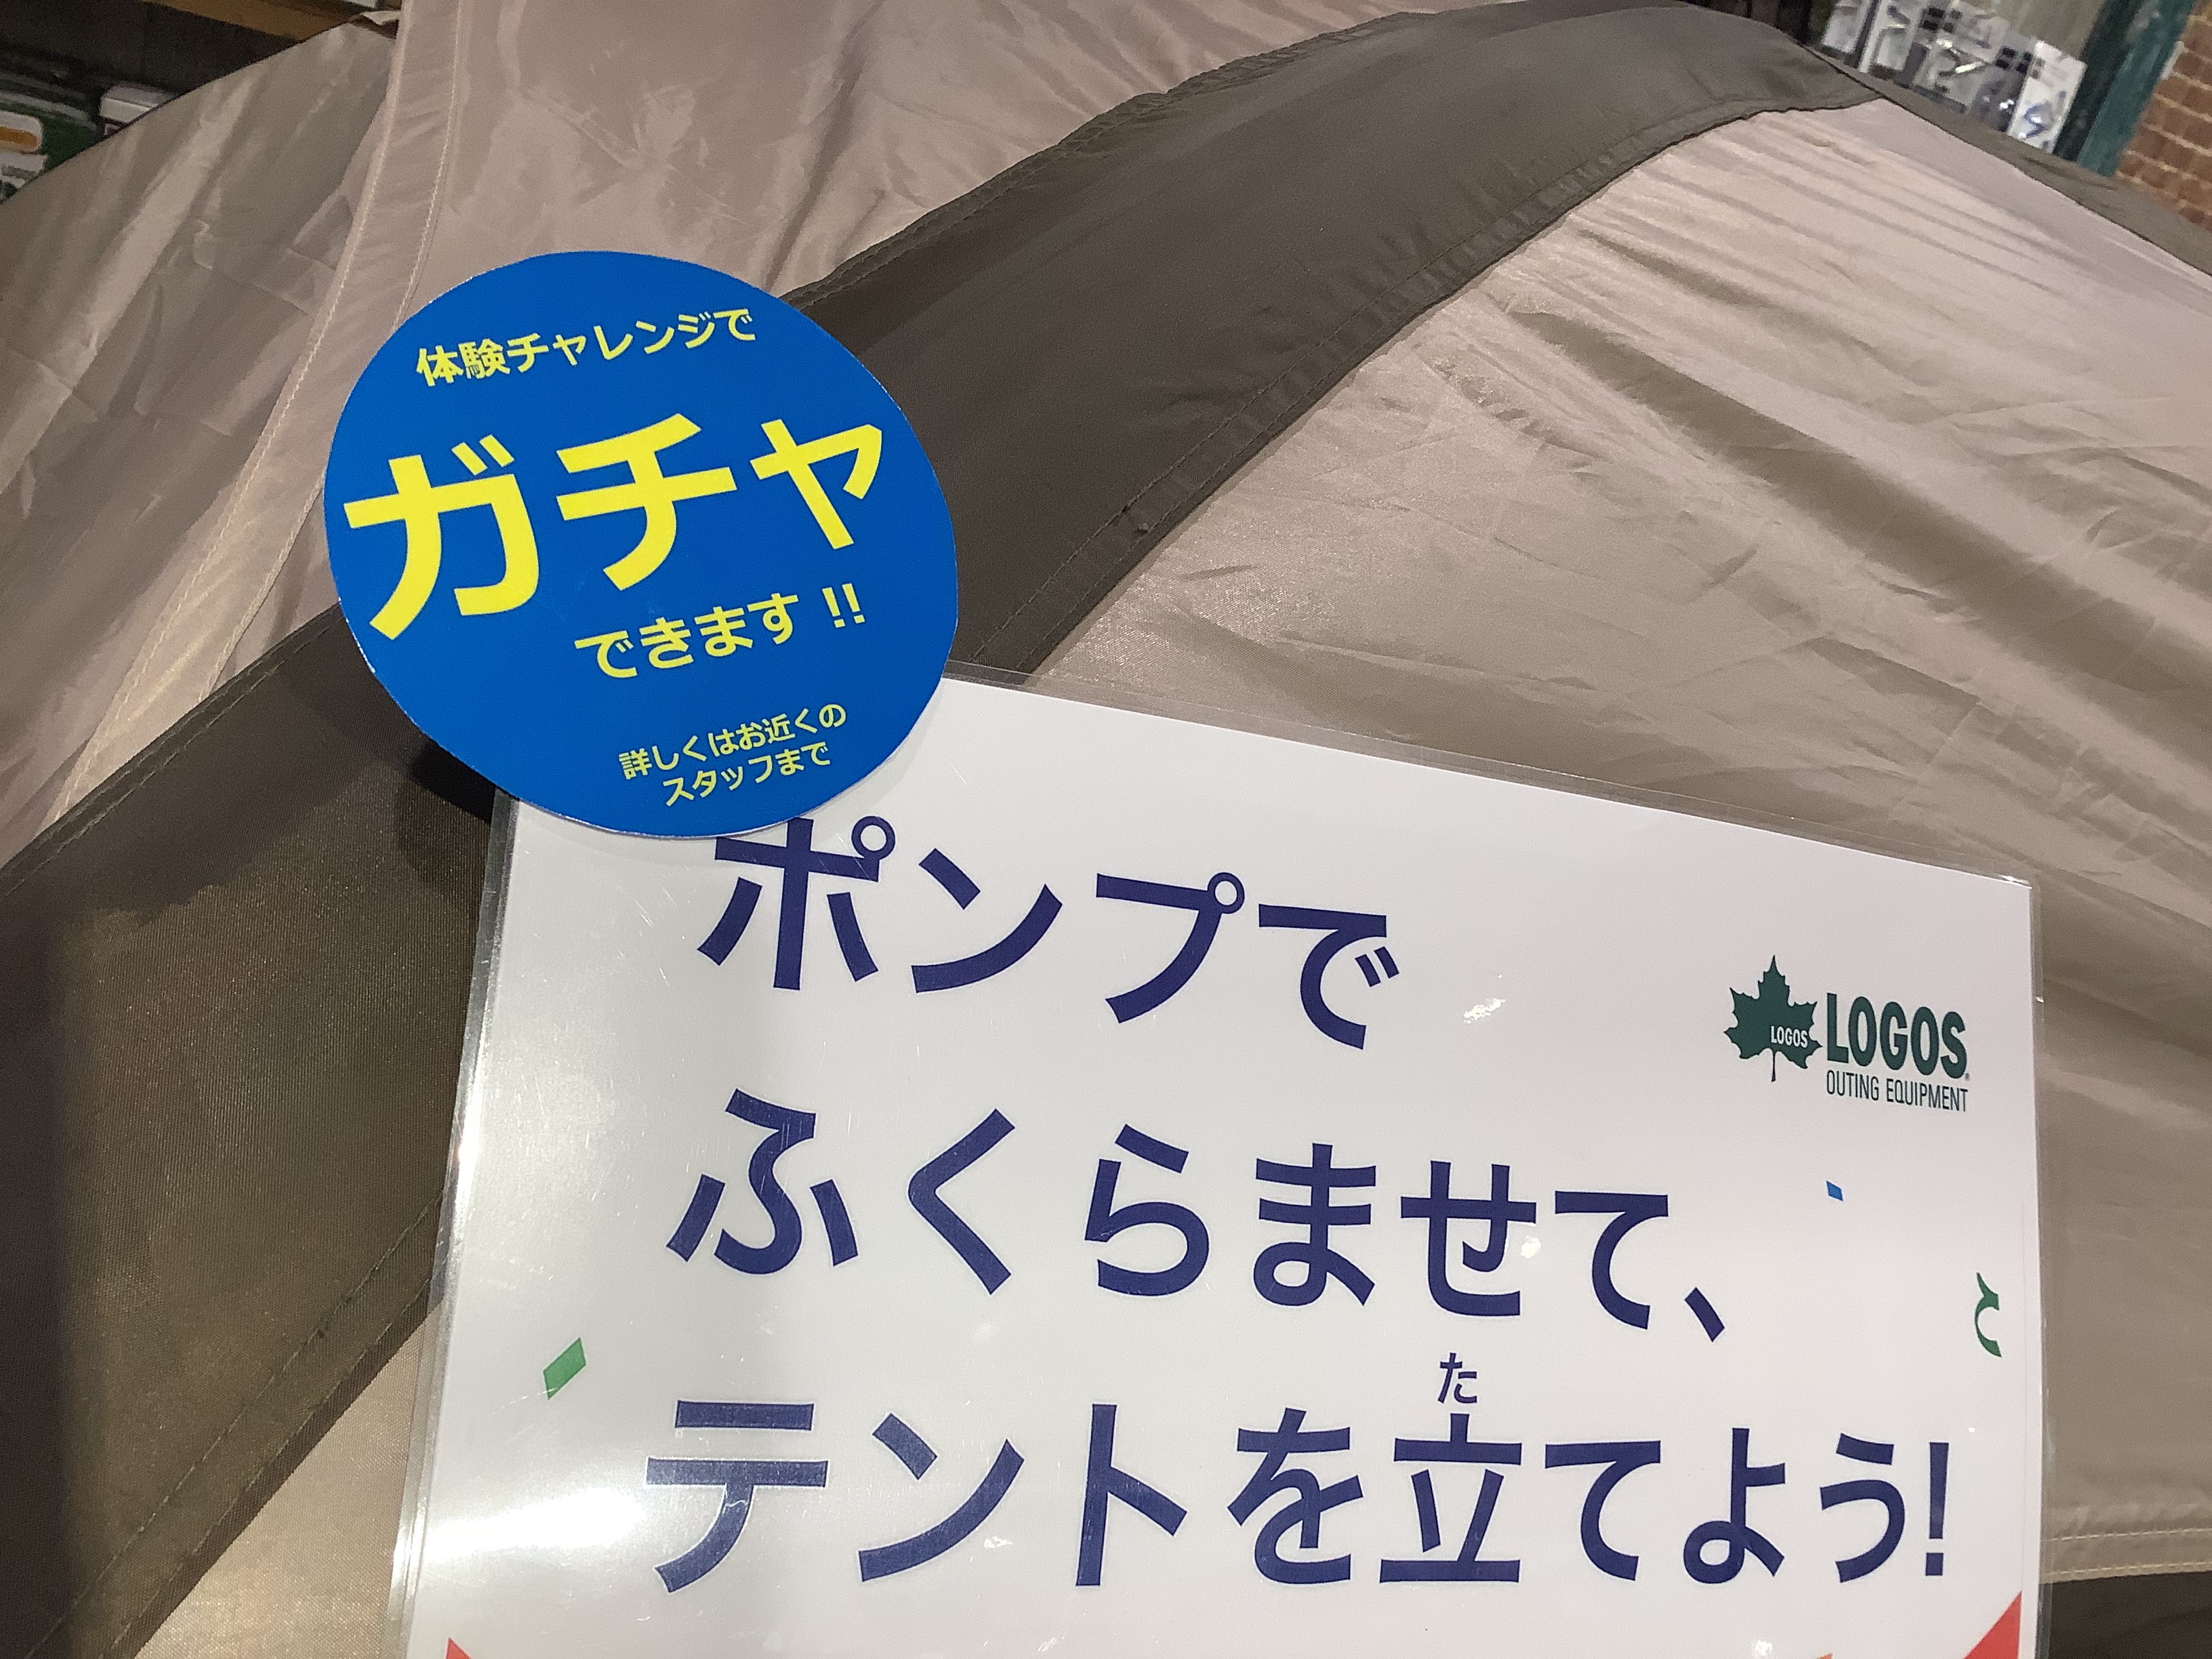 体験チャレンジで
ガチャ
できます !!
詳しくはお近くの
スタッフまで
ポンプで
ふくらませて、
た
テントを立てよう!
LOGOS
LOGOS
OUTING EQUIPMENT